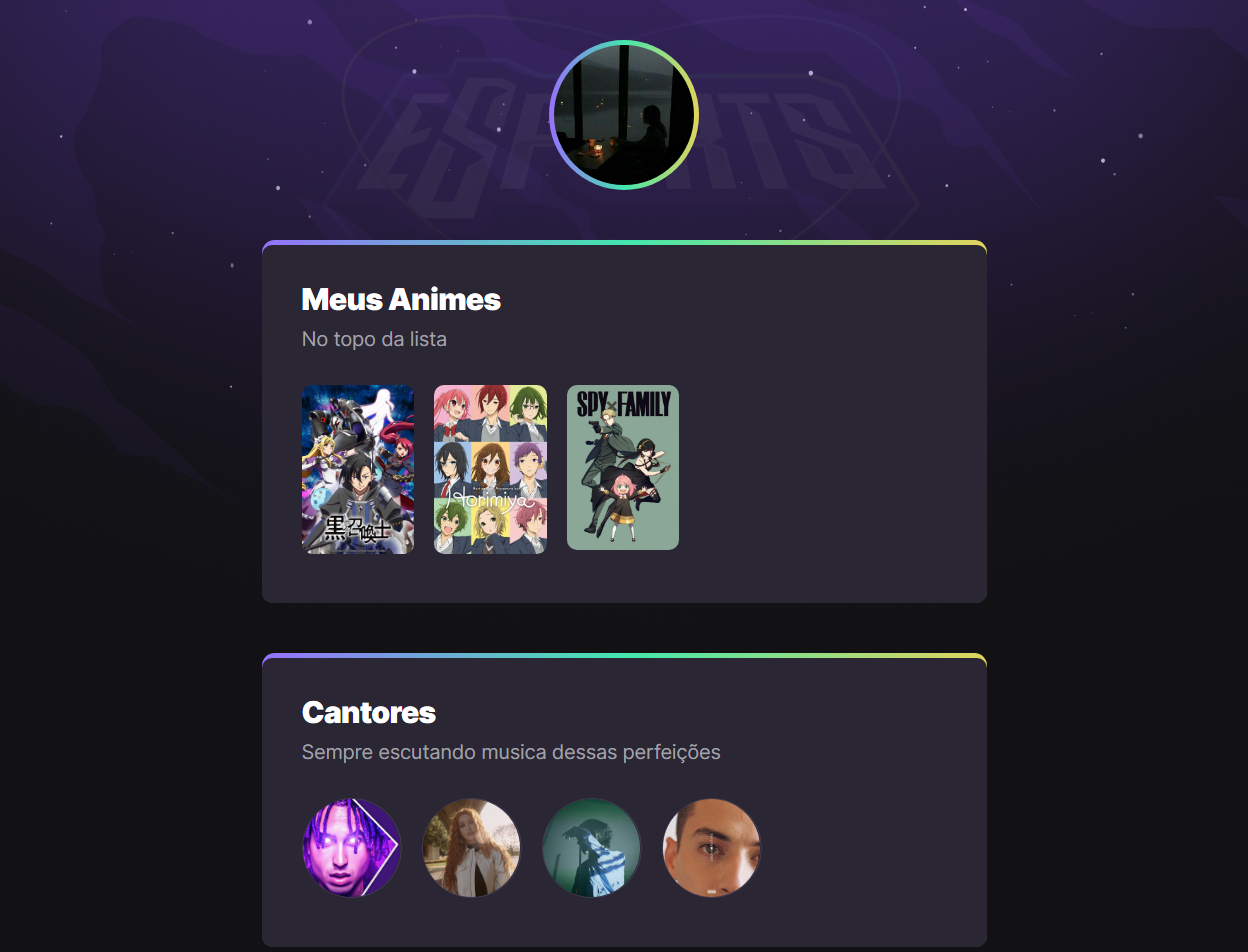 ESPORTS
Meus Animes
No topo da lista
黒の召喚士
Horimiya
SPY×FAMILY
Cantores
Sempre escutando musica dessas perfeições